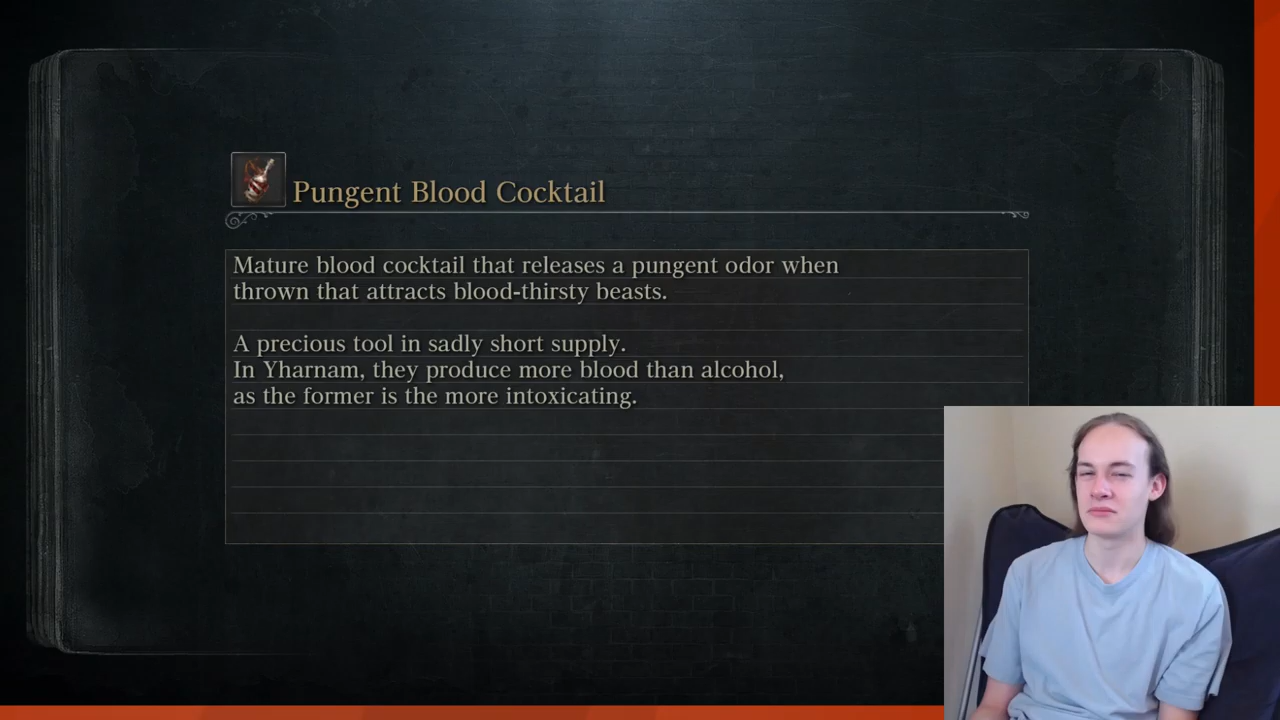 Pungent Blood Cocktail
Mature blood cocktail that releases a pungent odor when
thrown that attracts blood-thirsty beasts.
A precious tool in sadly short supply.
In Yharnam, they produce more blood than alcohol,
as the former is the more intoxicating.